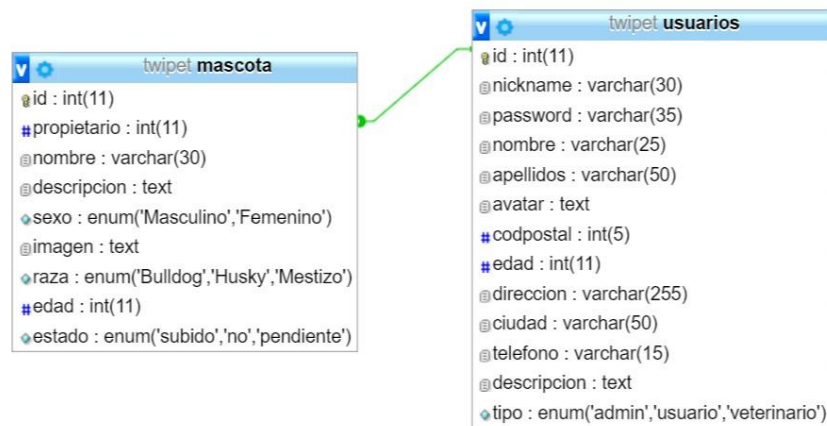 twipet mascota
id : int(11)
propietario : int(11)
nombre : varchar(30)
descripcion : text
sexo : enum('Masculino','Femenino')
imagen : text
raza : enum('Bulldog','Husky','Mestizo')
edad : int(11)
estado : enum('subido','no','pendiente')
twipet usuarios
id : int(11)
nickname : varchar(30)
password : varchar(35)
nombre : varchar(25)
apellidos : varchar(50)
avatar : text
codpostal : int(5)
edad : int(11)
direccion : varchar(255)
ciudad : varchar(50)
telefono : varchar(15)
descripcion : text
tipo : enum('admin','usuario','veterinario')